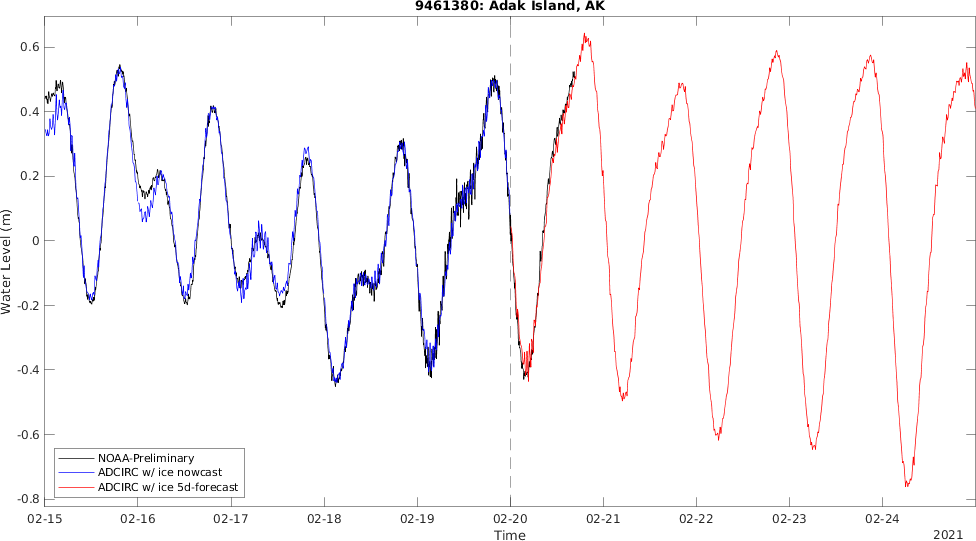 9461380: Adak Island, AK
0.6
0.4
0.2
0
-0.2
-0.4
-0.6
-0.8
Water Level (m)
NOAA-Preliminary
ADCIRC w/ ice nowcast
ADCIRC w/ ice 5d-forecast
02-15 02-16 02-17 02-18 02-19 02-20 02-21 02-22 02-23 02-24
Time
2021